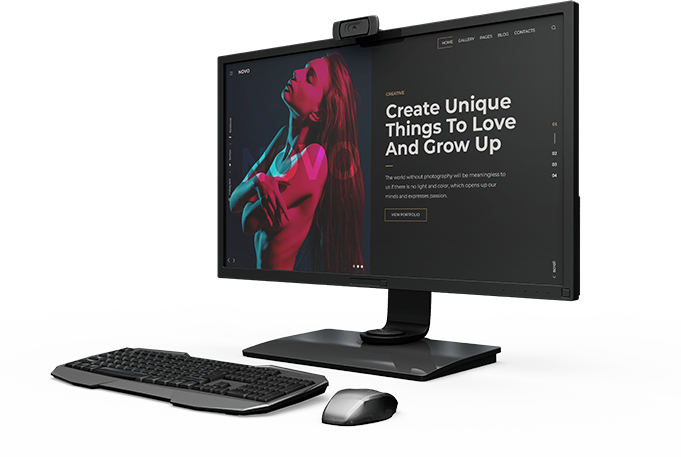 NOVO
HOME GALLERY PAGES BLOG CONTACTS
NOVO
CREATIVE
Create Unique
Things To Love
And Grow Up
The world without photography will be meaningless to
us if there is no light and color, which opens up our
minds and expresses passion.
VIEW PORTFOLIO
01
02
03
04
scroll